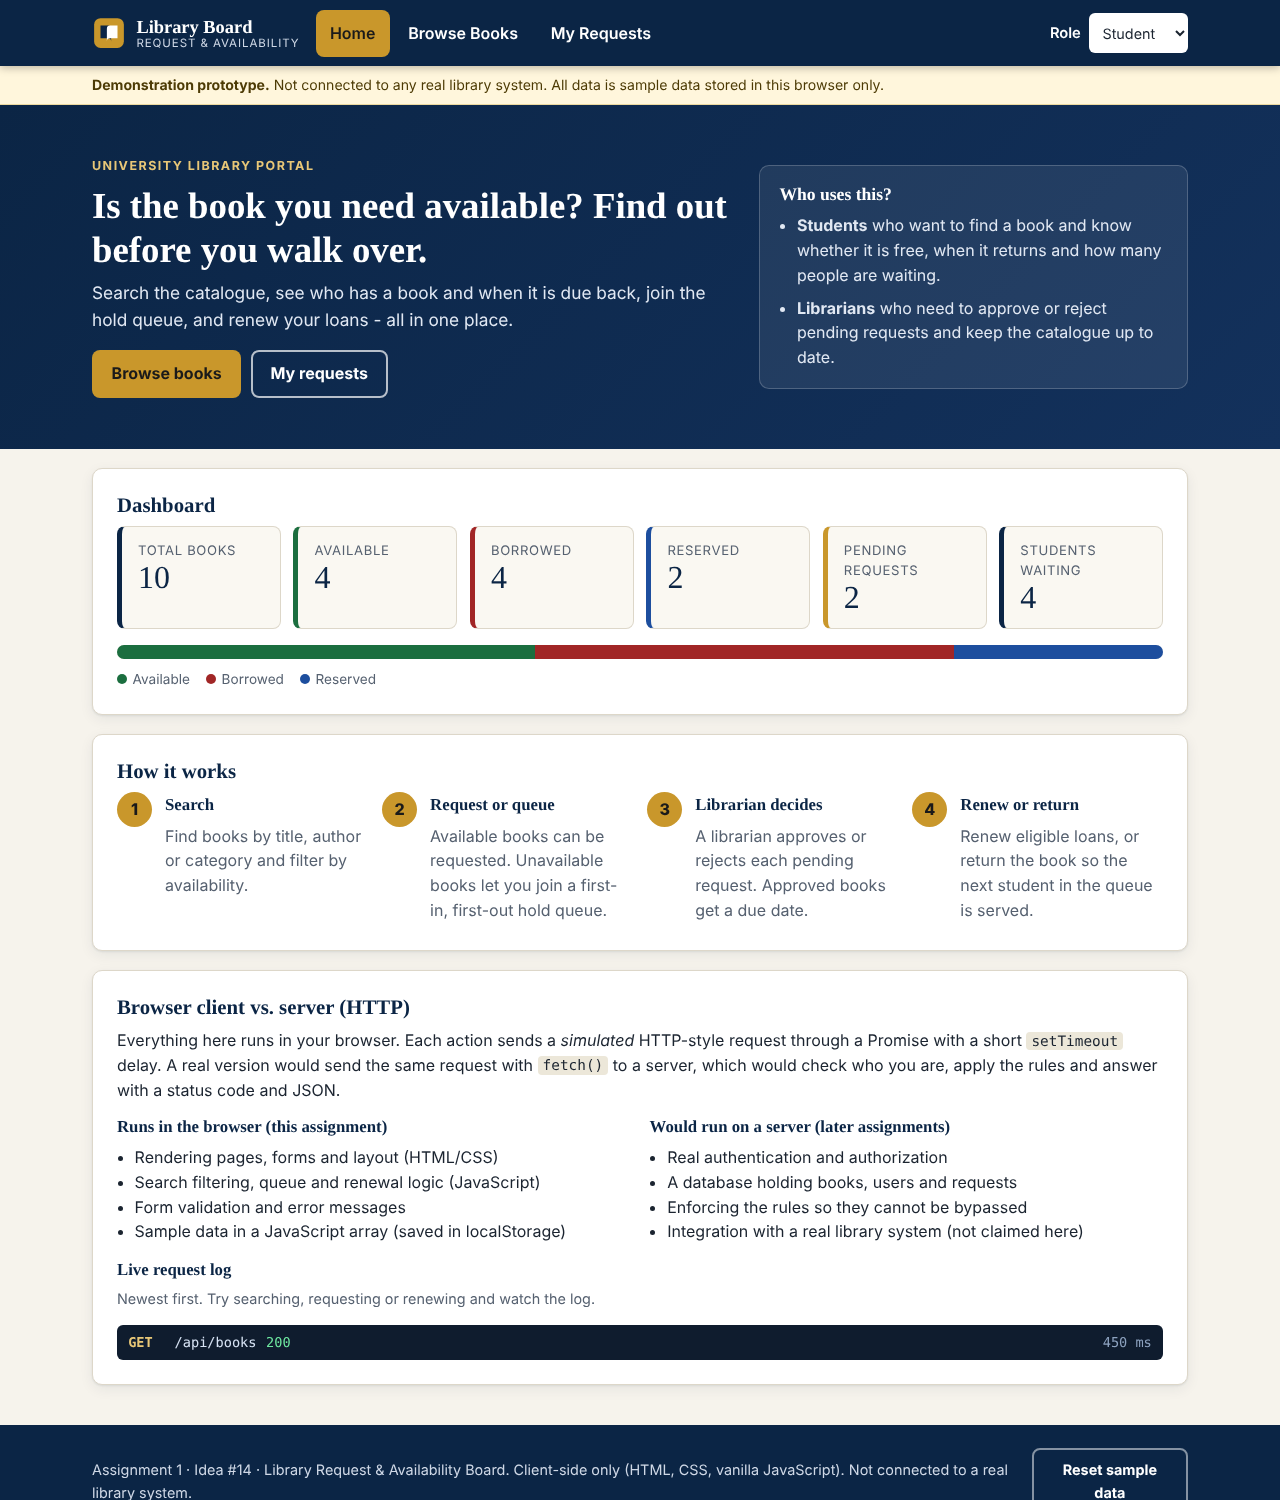 Library Board
REQUEST & AVAILABILITY
Home
Browse Books
My Requests
Role
Student
Demonstration prototype. Not connected to any real library system. All data is sample data stored in this browser only.
UNIVERSITY LIBRARY PORTAL
Is the book you need available? Find out
before you walk over.
Search the catalogue, see who has a book and when it is due back, join the
hold queue, and renew your loans - all in one place.
Browse books
My requests
Who uses this?
• Students who want to find a book and know
whether it is free, when it returns and how many
people are waiting.
• Librarians who need to approve or reject
pending requests and keep the catalogue up to
date.
Dashboard
TOTAL BOOKS
10
AVAILABLE
4
BORROWED
4
RESERVED
2
PENDING
REQUESTS
2
STUDENTS
WAITING
4
Available
Borrowed
Reserved
How it works
1
Search
Find books by title, author
or category and filter by
availability.
2
Request or queue
Available books can be
requested. Unavailable
books let you join a first-
in, first-out hold queue.
3
Librarian decides
A librarian approves or
rejects each pending
request. Approved books
get a due date.
4
Renew or return
Renew eligible loans, or
return the book so the
next student in the queue
is served.
Browser client vs. server (HTTP)
Everything here runs in your browser. Each action sends a simulated HTTP-style request through a Promise with a short setTimeout
delay. A real version would send the same request with fetch() to a server, which would check who you are, apply the rules and answer
with a status code and JSON.
Runs in the browser (this assignment)
• Rendering pages, forms and layout (HTML/CSS)
• Search filtering, queue and renewal logic (JavaScript)
• Form validation and error messages
• Sample data in a JavaScript array (saved in localStorage)
Would run on a server (later assignments)
• Real authentication and authorization
• A database holding books, users and requests
• Enforcing the rules so they cannot be bypassed
• Integration with a real library system (not claimed here)
Live request log
Newest first. Try searching, requesting or renewing and watch the log.
GET /api/books 200 450 ms
Assignment 1 · Idea #14 · Library Request & Availability Board. Client-side only (HTML, CSS, vanilla JavaScript). Not connected to a real
library system.
Reset sample
data